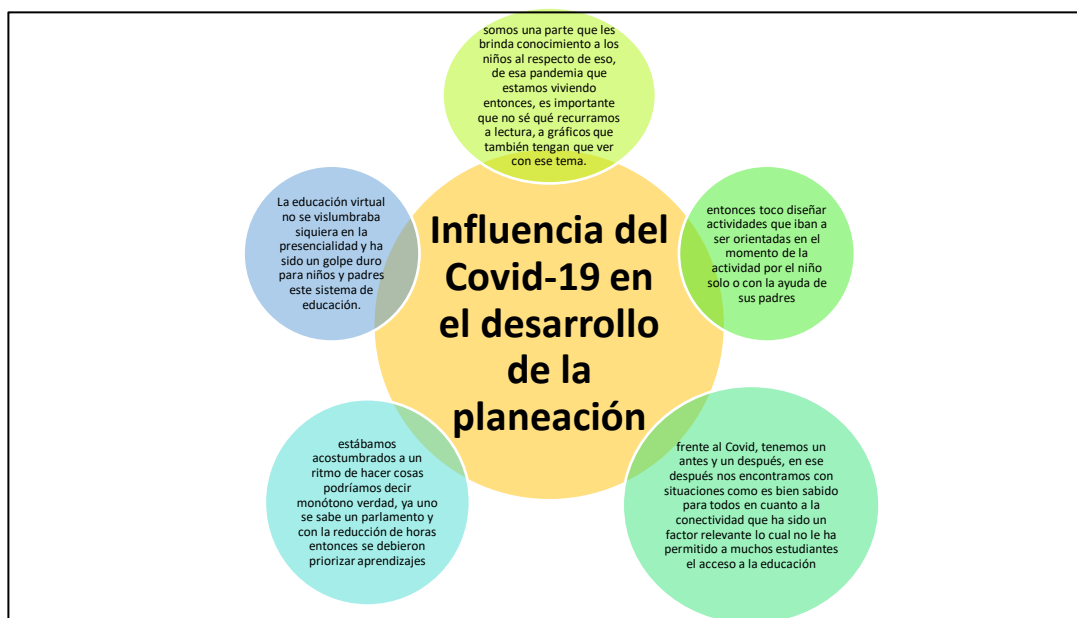 somos una parte que les
brinda conocimiento a los
niños al respecto de eso,
de esa pandemia que
estamos viviendo
entonces, es importante
que no sé qué recurramos
a lectura, a gráficos que
también tengan que ver
con ese tema.
Influencia del
Covid-19 en
el desarrollo
de la
planeación
entonces toco diseñar
actividades que iban a
ser orientadas en el
momento de la
actividad por el niño
solo o con la ayuda de
sus padres
frente al Covid, tenemos un
antes y un después, en ese
después nos encontramos con
situaciones como es bien sabido
para todos en cuanto a la
conectividad que ha sido un
factor relevante lo cual no le ha
permitido a muchos estudiantes
el acceso a la educación
estábamos
acostumbrados a un
ritmo de hacer cosas
podríamos decir
monótono verdad, ya uno
se sabe un parlamento y
con la reducción de horas
entonces se debieron
priorizar aprendizajes
La educación virtual
no se vislumbraba
siquiera en la
presencialidad y ha
sido un golpe duro
para niños y padres
este sistema de
educación.